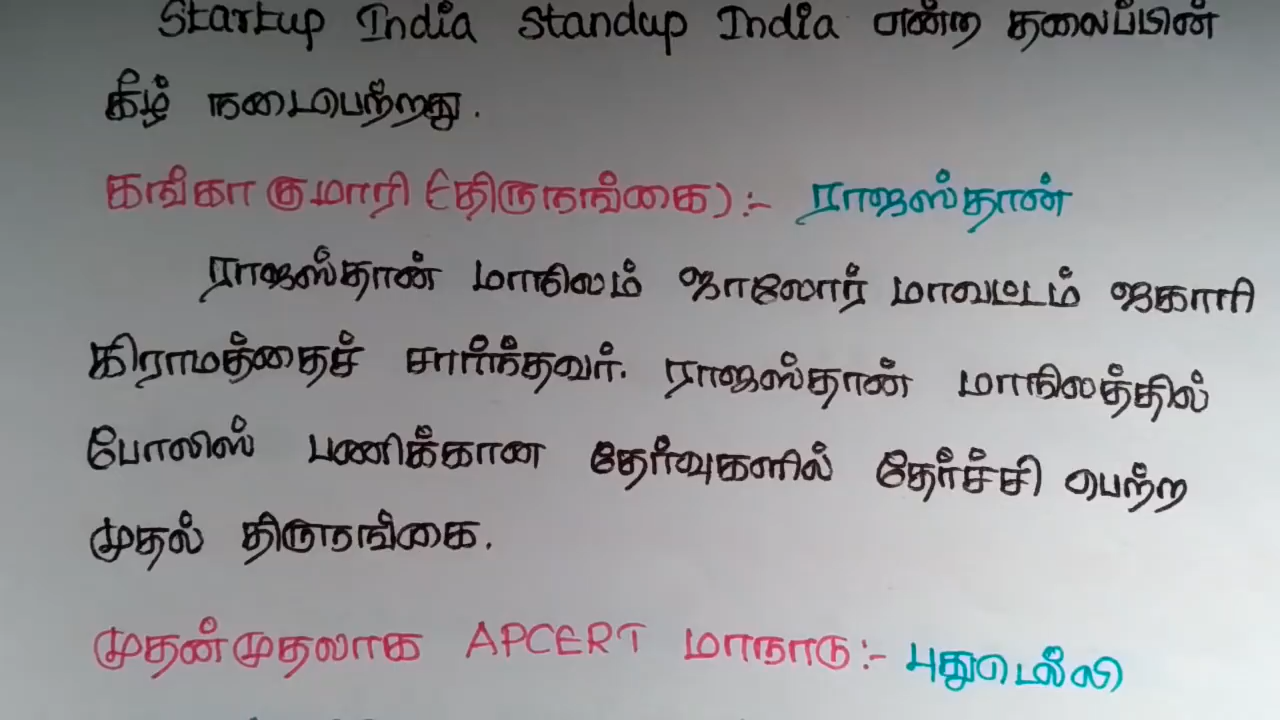 Startup India Standup India என்ற தலைப்பின்
கீழ் நடைபெற்றது.
கங்கா குமாரி (திருநங்கை) :- ராஜஸ்தான்
ராஜஸ்தான் மாநிலம் ஜாலோர் மாவட்டம் ஜகாரி
கிராமத்தைச் சார்ந்தவர். ராஜஸ்தான் மாநிலத்தில்
போலிஸ் பணிக்கான தேர்வுகளில் தேர்ச்சி பெற்ற
முதல் திருநங்கை.
முதன்முதலாக APCERT மாநாடு :- புதுடெல்லி